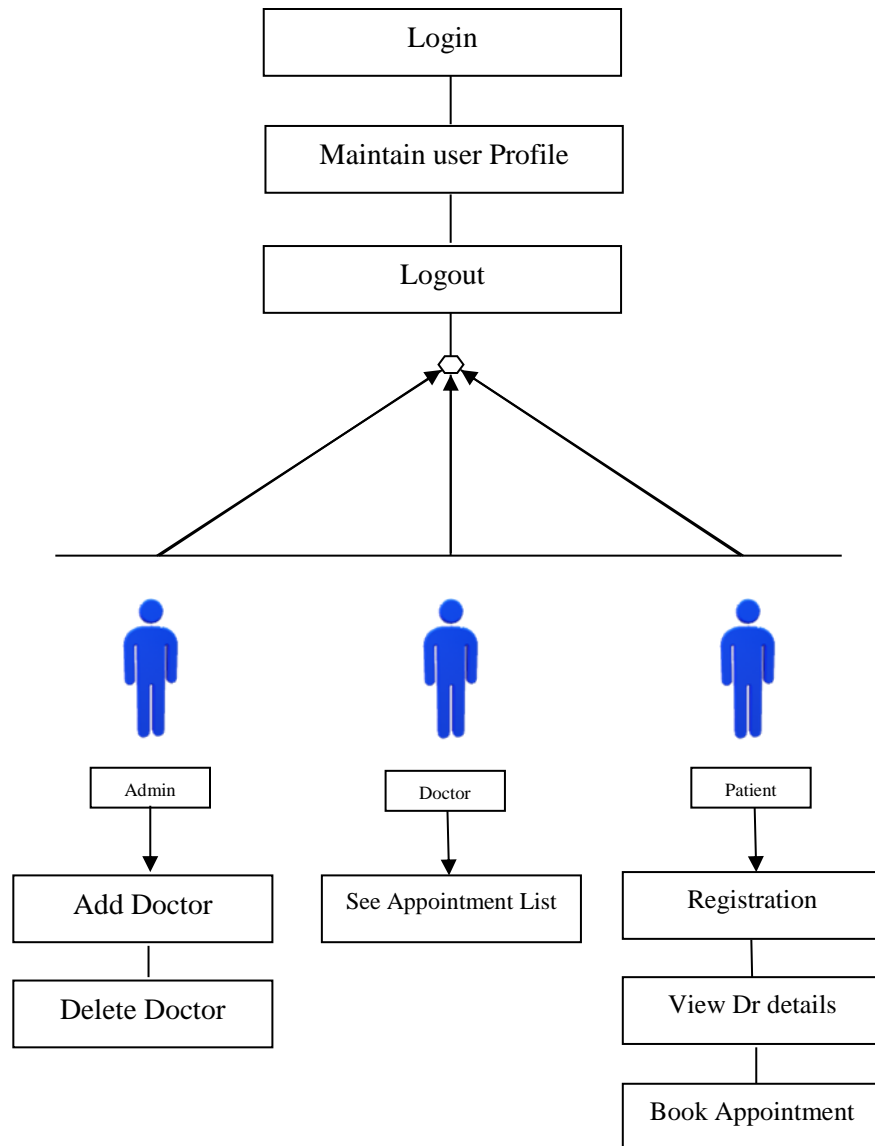 Login
Maintain user Profile
Logout
Admin
Doctor
Patient
Add Doctor
See Appointment List
Registration
Delete Doctor
View Dr details
Book Appointment